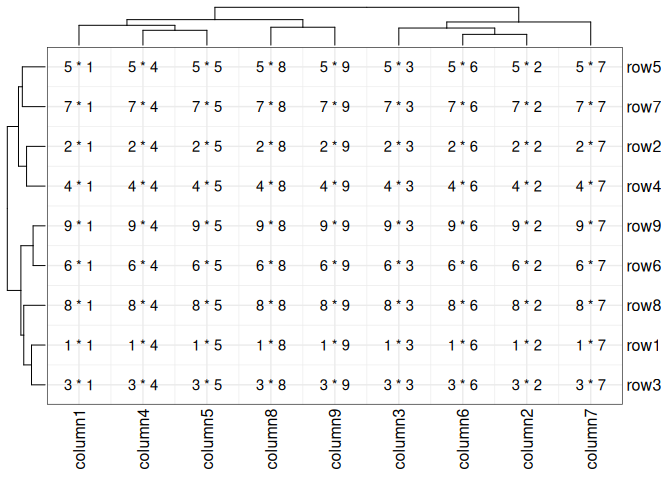 5 * 1 5 * 4 5 * 5 5 * 8 5 * 9 5 * 3 5 * 6 5 * 2 5 * 7 row5
7 * 1 7 * 4 7 * 5 7 * 8 7 * 9 7 * 3 7 * 6 7 * 2 7 * 7 row7
2 * 1 2 * 4 2 * 5 2 * 8 2 * 9 2 * 3 2 * 6 2 * 2 2 * 7 row2
4 * 1 4 * 4 4 * 5 4 * 8 4 * 9 4 * 3 4 * 6 4 * 2 4 * 7 row4
9 * 1 9 * 4 9 * 5 9 * 8 9 * 9 9 * 3 9 * 6 9 * 2 9 * 7 row9
6 * 1 6 * 4 6 * 5 6 * 8 6 * 9 6 * 3 6 * 6 6 * 2 6 * 7 row6
8 * 1 8 * 4 8 * 5 8 * 8 8 * 9 8 * 3 8 * 6 8 * 2 8 * 7 row8
1 * 1 1 * 4 1 * 5 1 * 8 1 * 9 1 * 3 1 * 6 1 * 2 1 * 7 row1
3 * 1 3 * 4 3 * 5 3 * 8 3 * 9 3 * 3 3 * 6 3 * 2 3 * 7 row3
column1 column4 column5 column8 column9 column3 column6 column2 column7